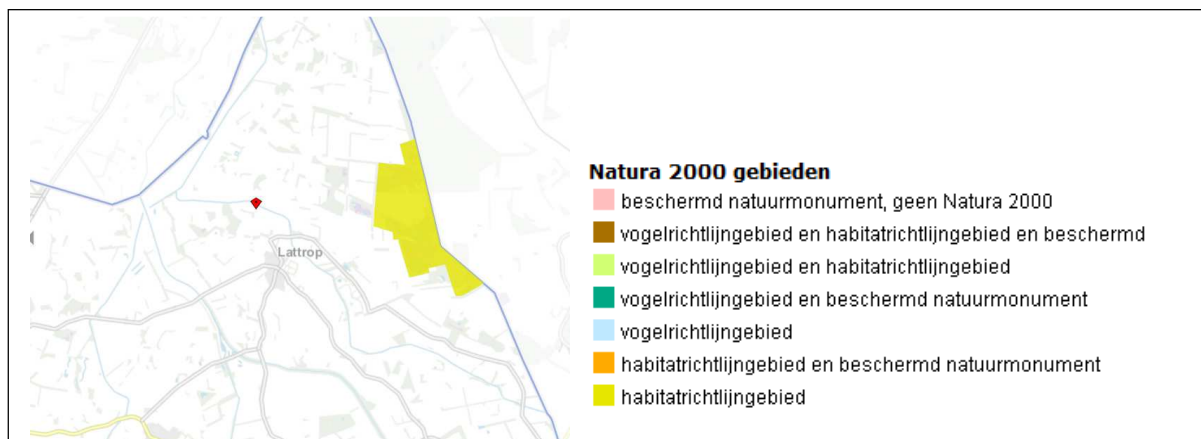 Lattrop
Natura 2000 gebieden
beschermd natuurmonument, geen Natura 2000
vogelrichtlijngebied en habitatrichtlijngebied en beschermd
vogelrichtlijngebied en habitatrichtlijngebied
vogelrichtlijngebied en beschermd natuurmonument
vogelrichtlijngebied
habitatrichtlijngebied en beschermd natuurmonument
habitatrichtlijngebied